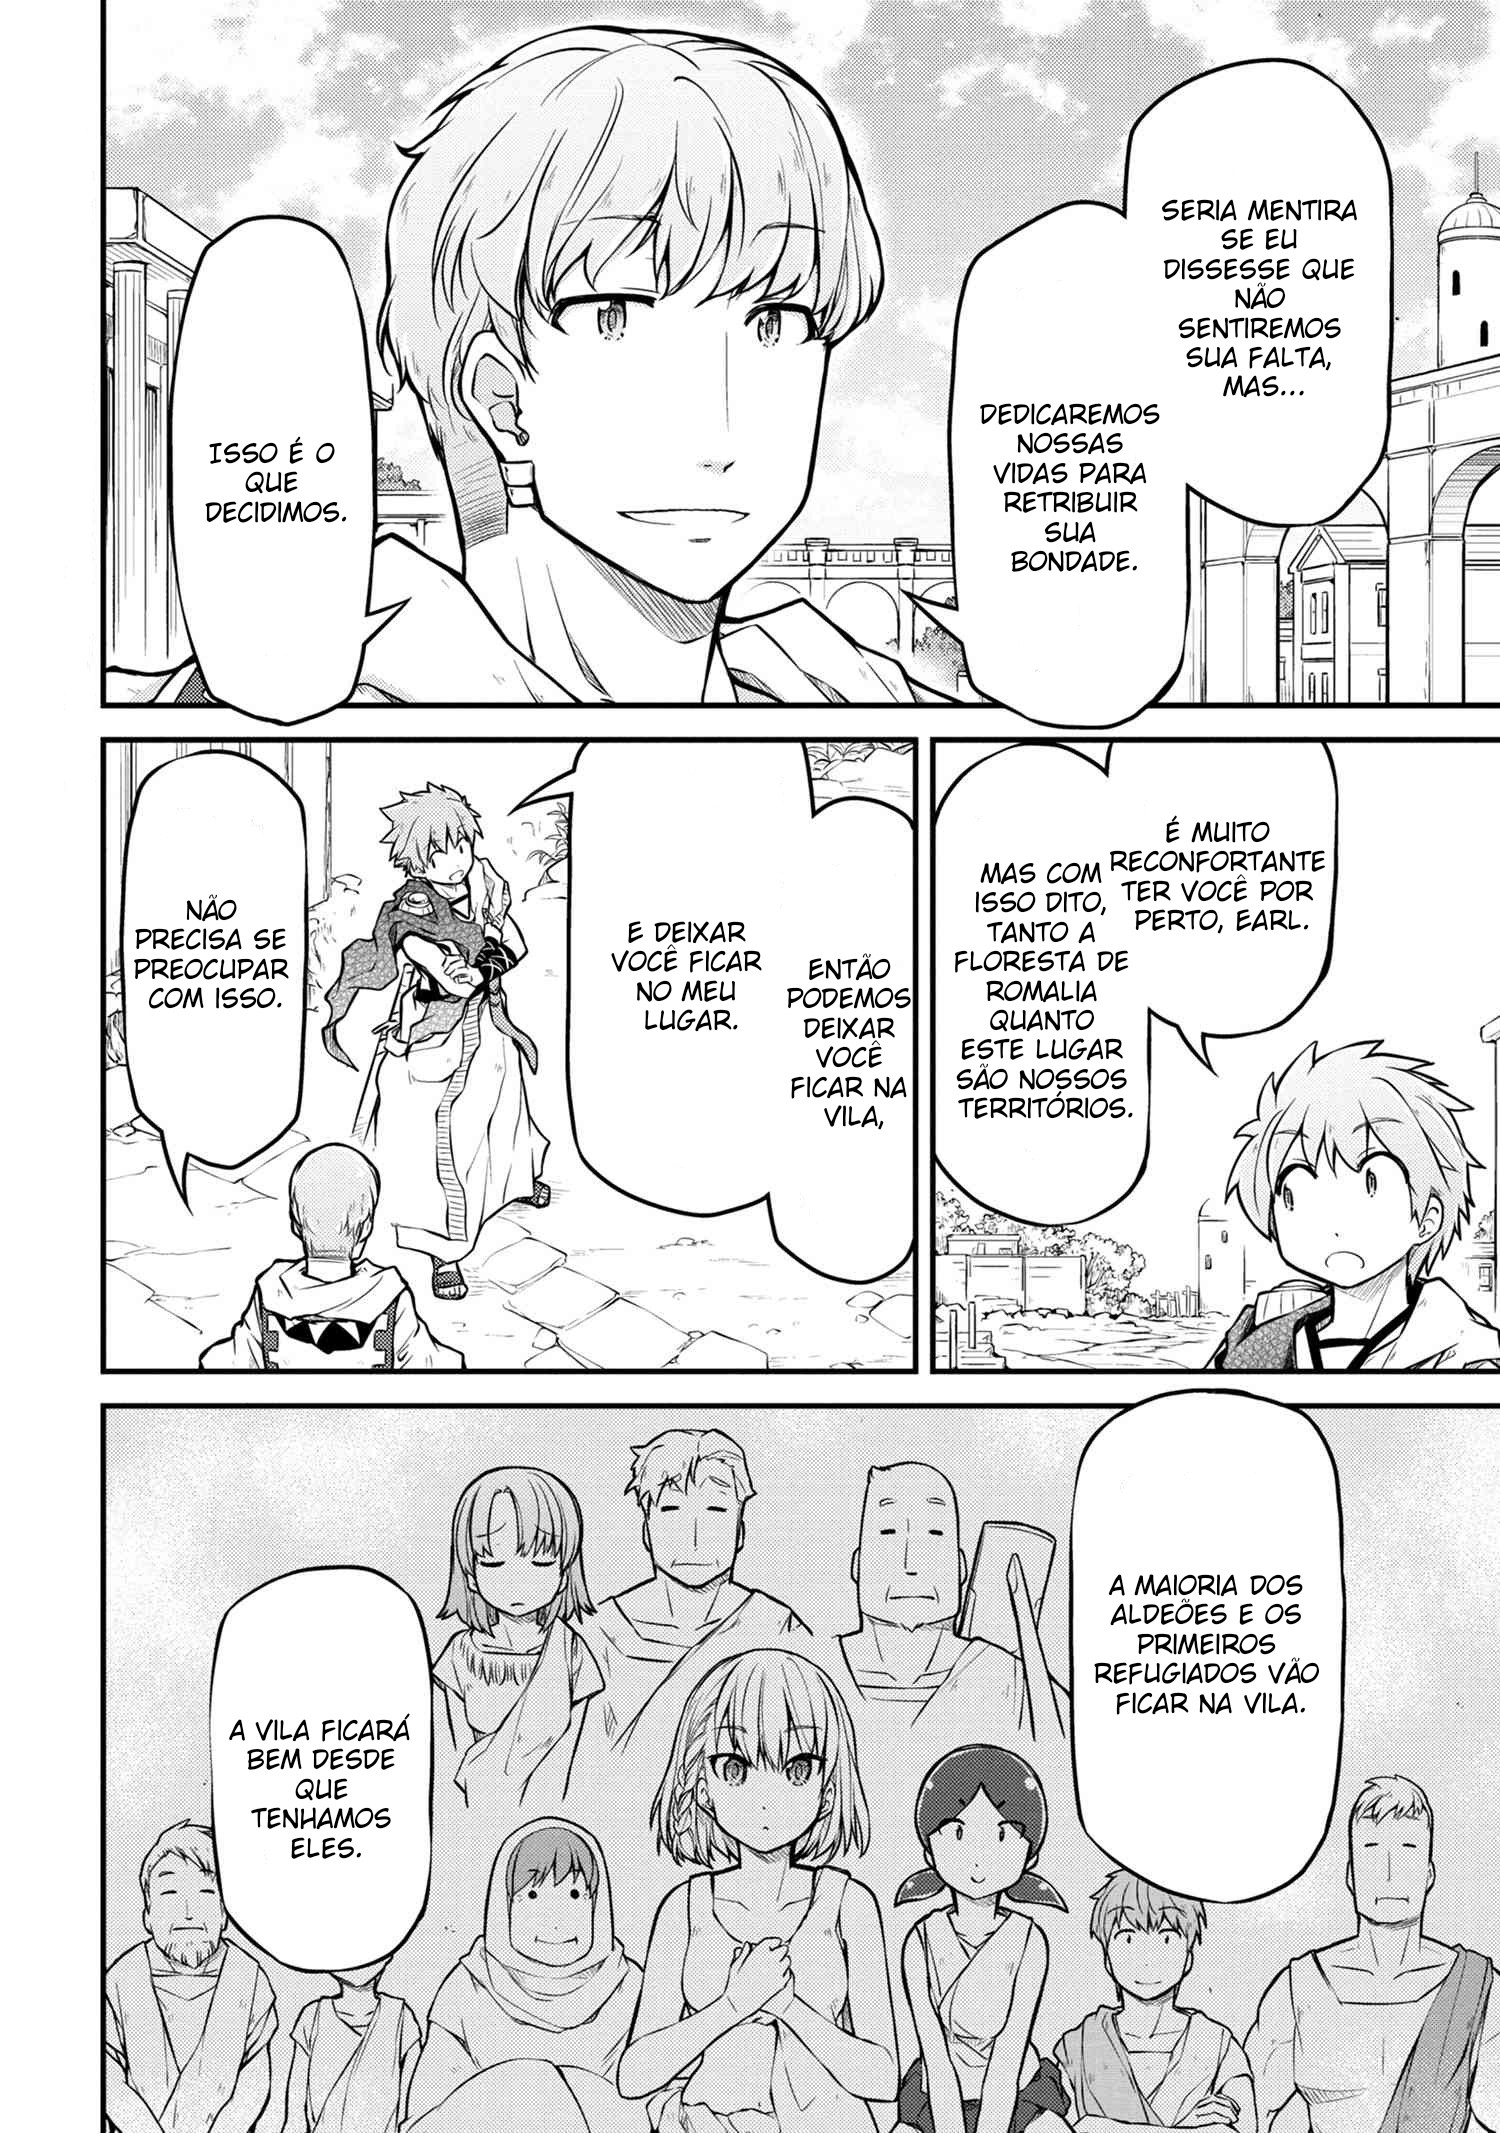 SERIA MENTIRA
SE EU
DISSESSE QUE
NÃO
SENTIREMOS
SUA FALTA,
MAS...
DEDICAREMOS
NOSSAS
VIDAS PARA
RETRIBUIR
SUA
BONDADE.
ISSO É O
QUE
DECIDIMOS.
É MUITO
RECONFORTANTE
TER VOCÊ POR
PERTO, EARL.
MAS COM
ISSO DITO,
TANTO A
FLORESTA DE
ROMALIA
QUANTO
ESTE LUGAR
SÃO NOSSOS
TERRITÓRIOS.
ENTÃO
PODEMOS
DEIXAR
VOCÊ
FICAR NA
VILA,
E DEIXAR
VOCÊ FICAR
NO MEU
LUGAR.
NÃO
PRECISA SE
PREOCUPAR
COM ISSO.
A MAIORIA DOS
ALDEÕES E OS
PRIMEIROS
REFUGIADOS VÃO
FICAR NA VILA.
A VILA FICARÁ
BEM DESDE
QUE
TENHAMOS
ELES.